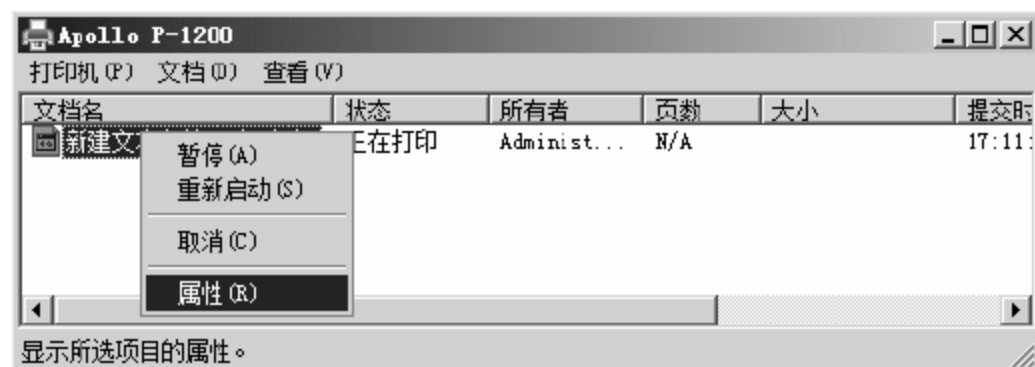 Apollo P-1200
打印机(P) 文档(D) 查看(V)
文档名 状态 所有者 页数 大小 提交时
新建文 正在打印 Administ... N/A 17:11:
暂停(A)
重新启动(S)
取消(C)
属性(R)
显示所选项目的属性。